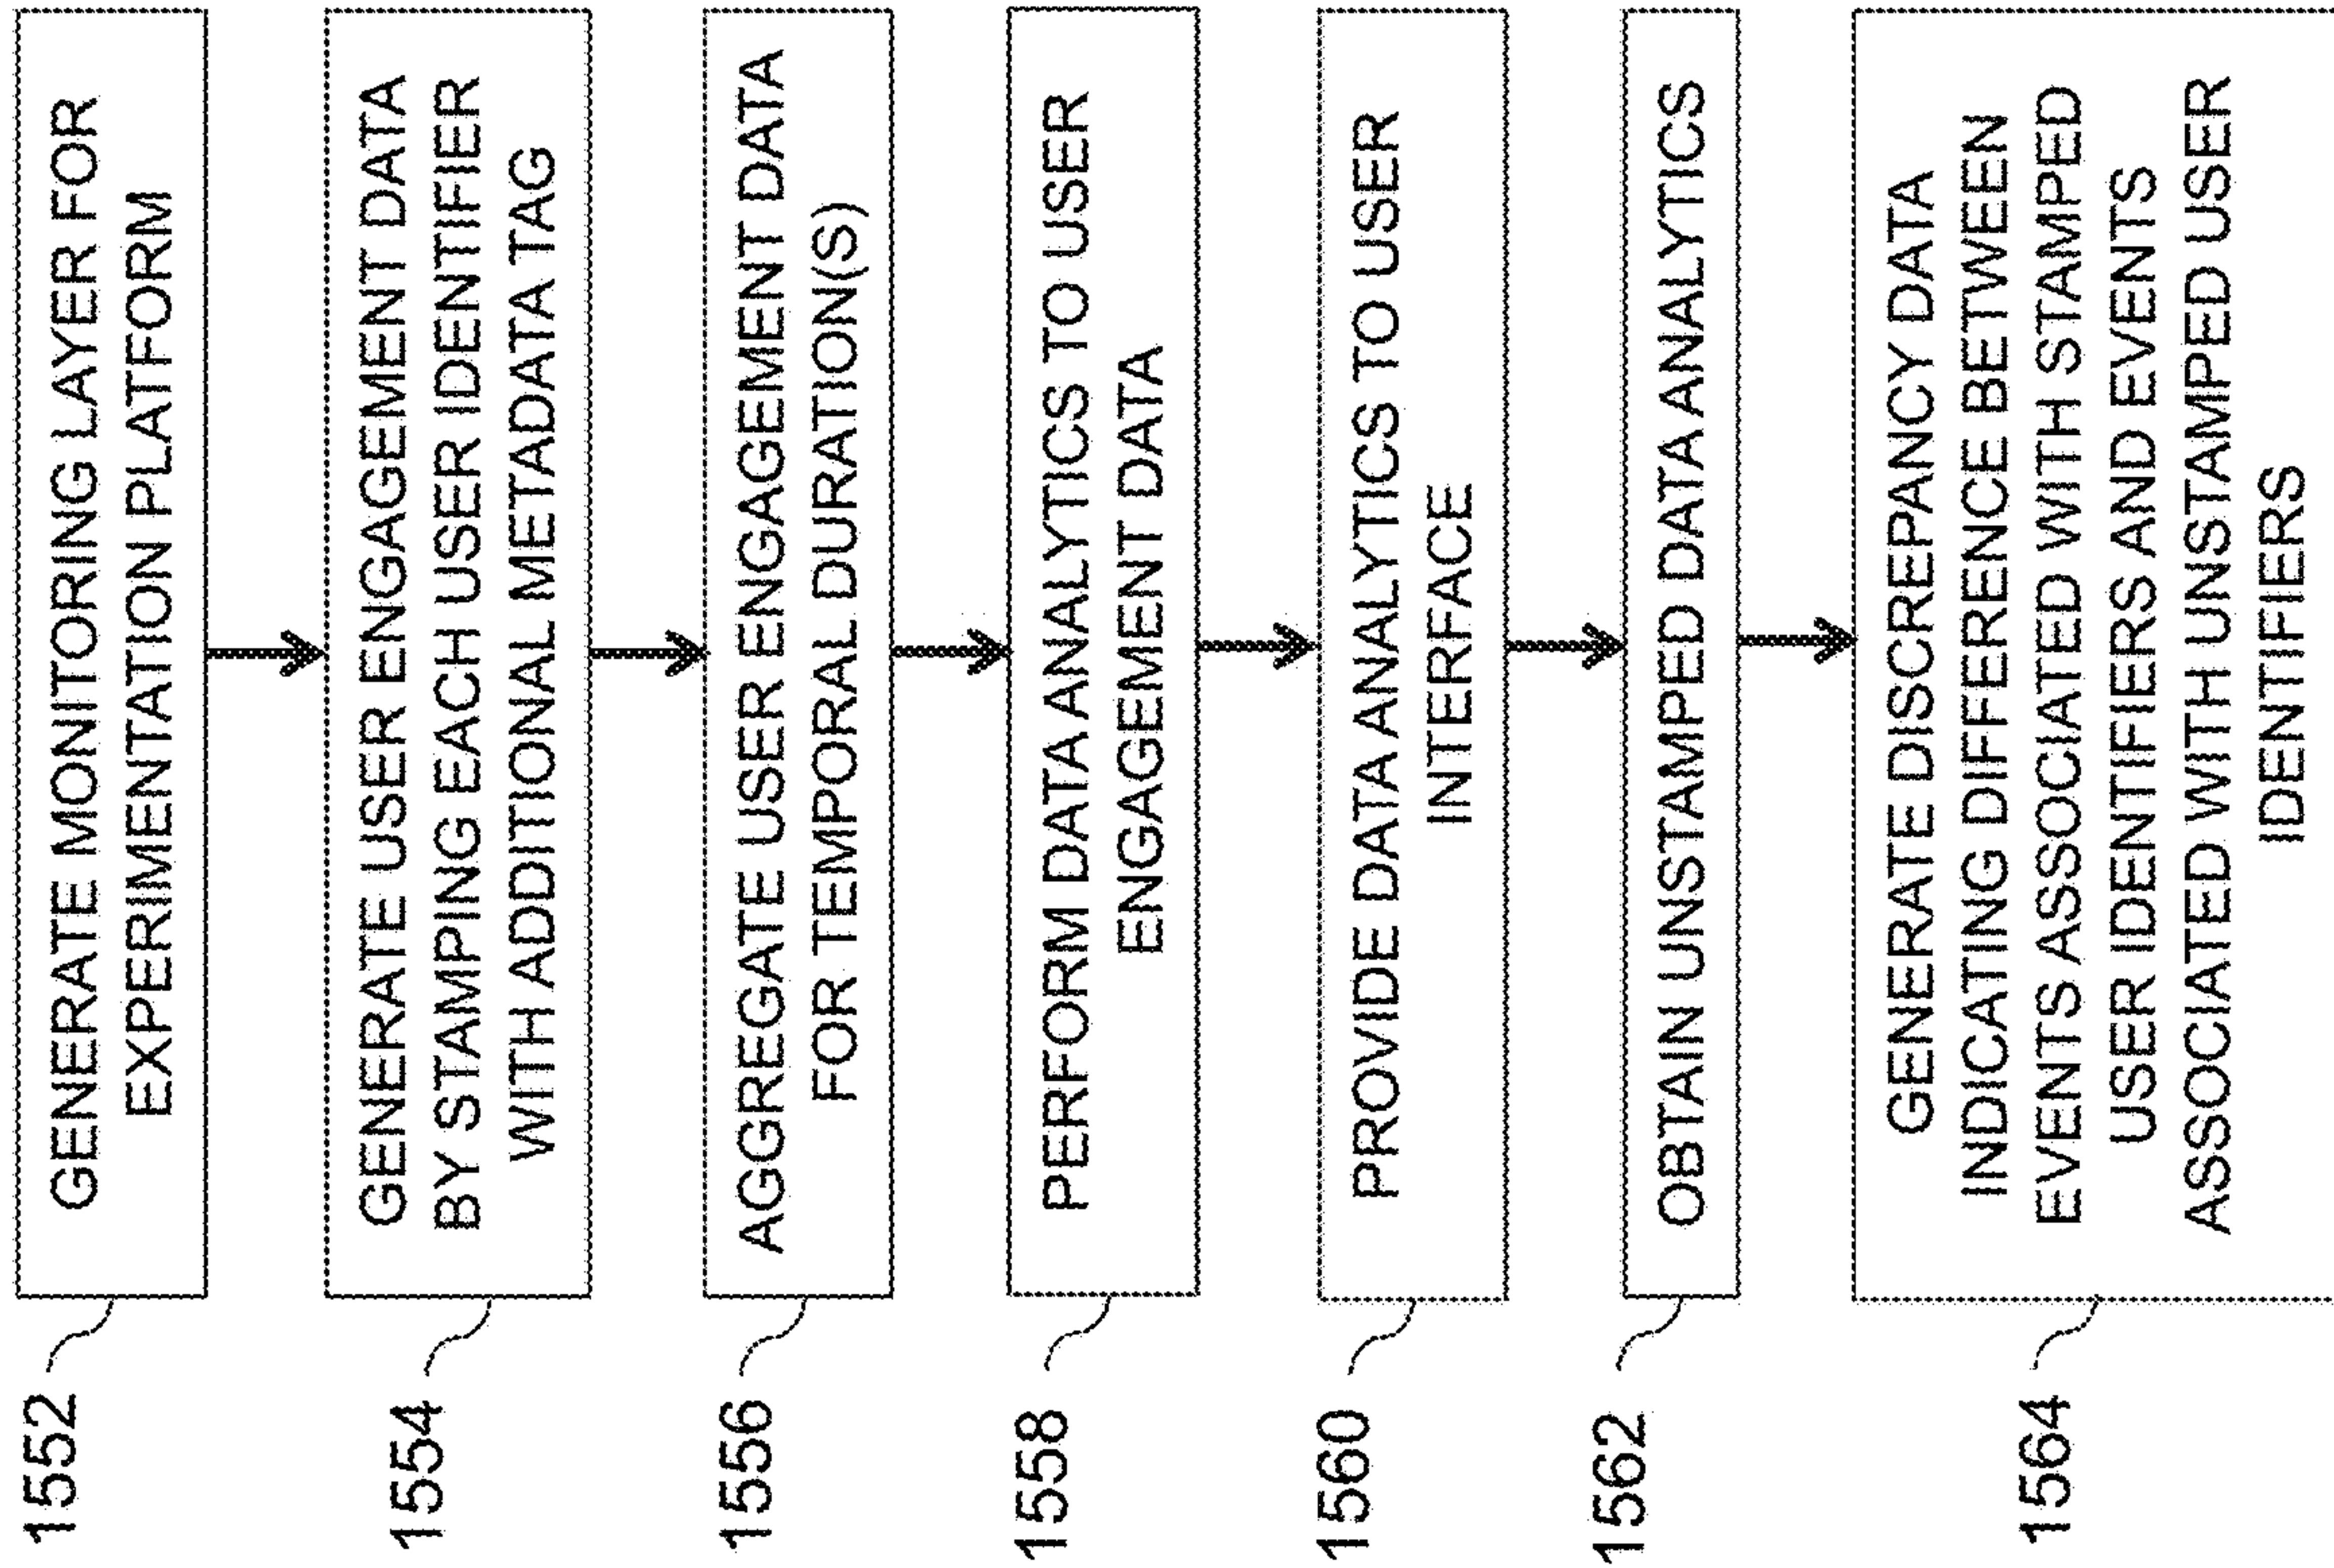 1552
GENERATE MONITORING LAYER FOR
EXPERIMENTATION PLATFORM
1554
GENERATE USER ENGAGEMENT DATA
BY STAMPING EACH USER IDENTIFIER
WITH ADDITIONAL METADATA TAG
1556
AGGREGATE USER ENGAGEMENT DATA
FOR TEMPORAL DURATION(S)
1558
PERFORM DATA ANALYTICS TO USER
ENGAGEMENT DATA
1560
PROVIDE DATA ANALYTICS TO USER
INTERFACE
1562
OBTAIN UNSTAMPED DATA ANALYTICS
1564
GENERATE DISCREPANCY DATA
INDICATING DIFFERENCE BETWEEN
EVENTS ASSOCIATED WITH STAMPED
USER IDENTIFIERS AND EVENTS
ASSOCIATED WITH UNSTAMPED USER
IDENTIFIERS